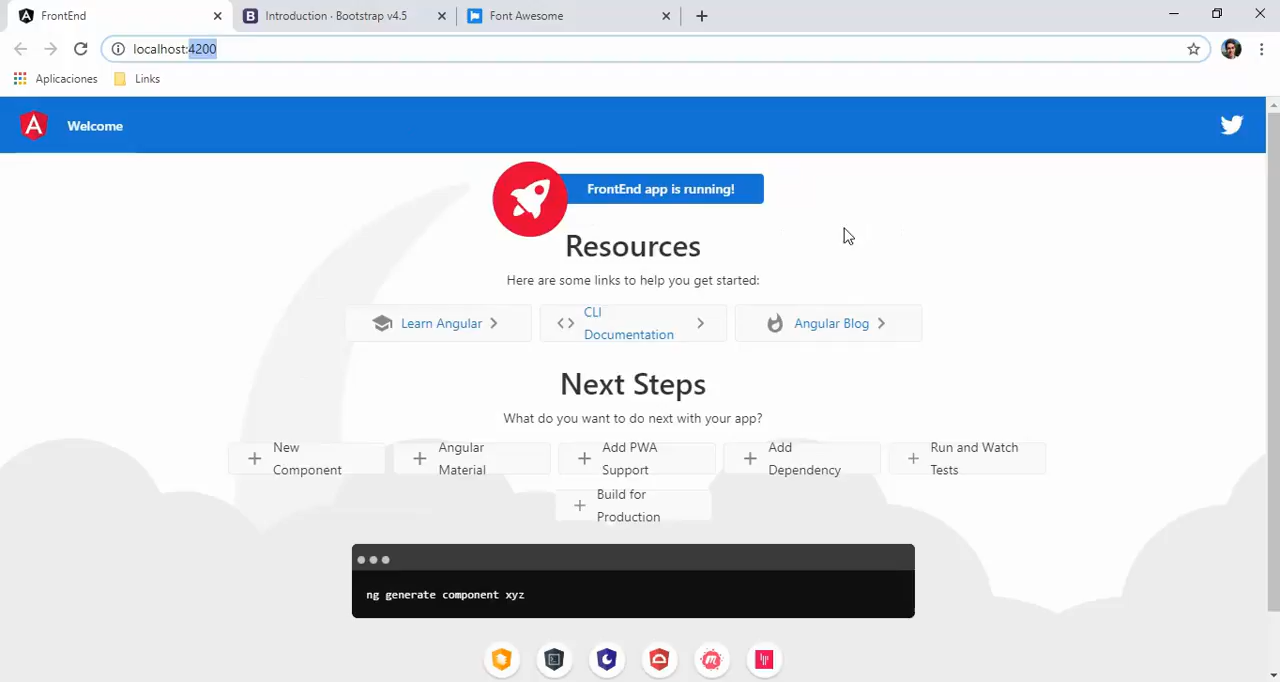 FrontEnd
Introduction · Bootstrap v4.5
Font Awesome
localhost:4200
Aplicaciones
Links
Welcome
FrontEnd app is running!
Resources
Here are some links to help you get started:
Learn Angular
CLI
Documentation
Angular Blog
Next Steps
What do you want to do next with your app?
New
Component
Angular
Material
Add PWA
Support
Add
Dependency
Run and Watch
Tests
Build for
Production
ng generate component xyz